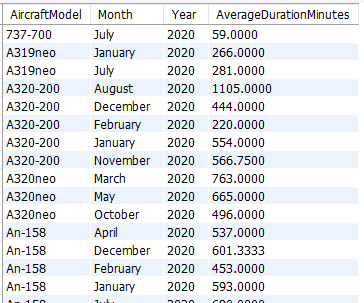 AircraftModel Month Year AverageDurationMinutes
737-700 July 2020 59.0000
A319neo January 2020 266.0000
A319neo July 2020 281.0000
A320-200 August 2020 1105.0000
A320-200 December 2020 444.0000
A320-200 February 2020 220.0000
A320-200 January 2020 554.0000
A320-200 November 2020 566.7500
A320neo March 2020 763.0000
A320neo May 2020 665.0000
A320neo October 2020 496.0000
An-158 April 2020 537.0000
An-158 December 2020 601.3333
An-158 February 2020 453.0000
An-158 January 2020 593.0000
An-158 July 2020